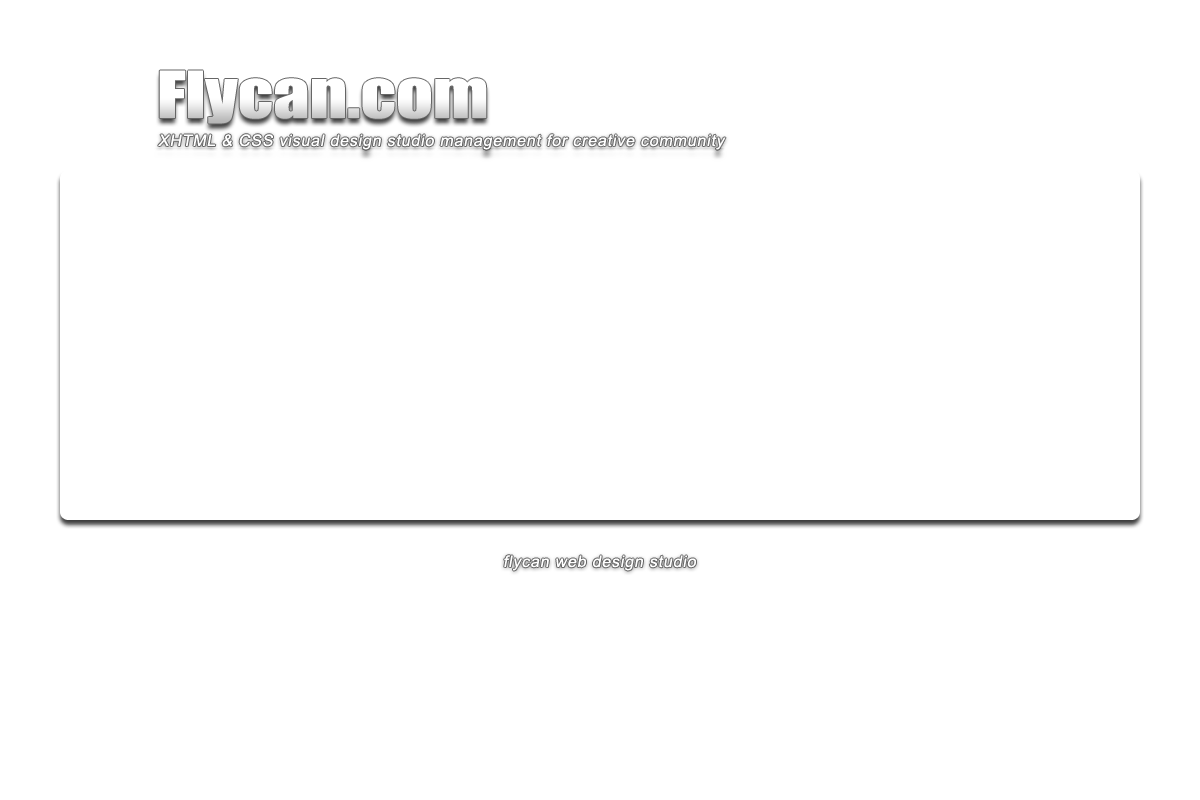 Flycan.com
XHTML & CSS visual design studio management for creative community
flycan web design studio